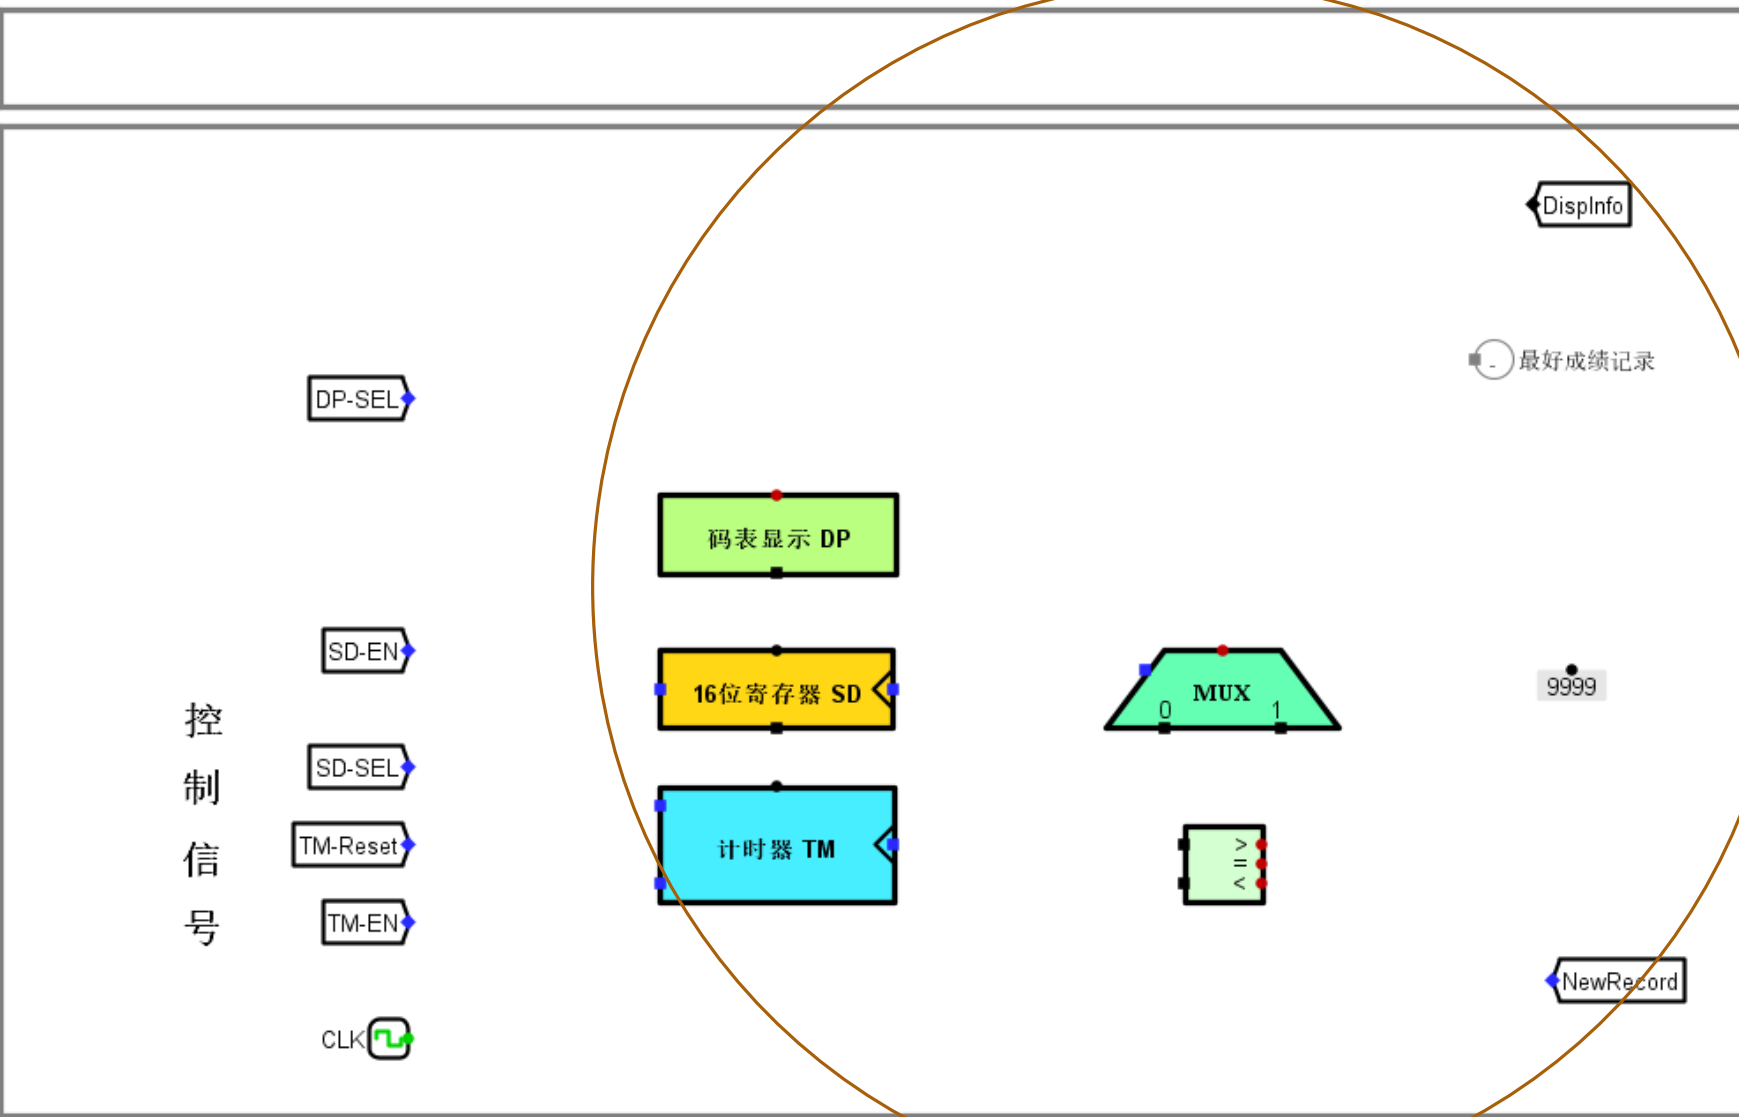 DispInfo
- 最好成绩记录
DP-SEL
码表显示 DP
SD-EN
16位寄存器 SD
MUX
0 1
9999
控
制
信
号
SD-SEL
TM-Reset
计时器 TM
>
=
<
TM-EN
NewRecord
CLK